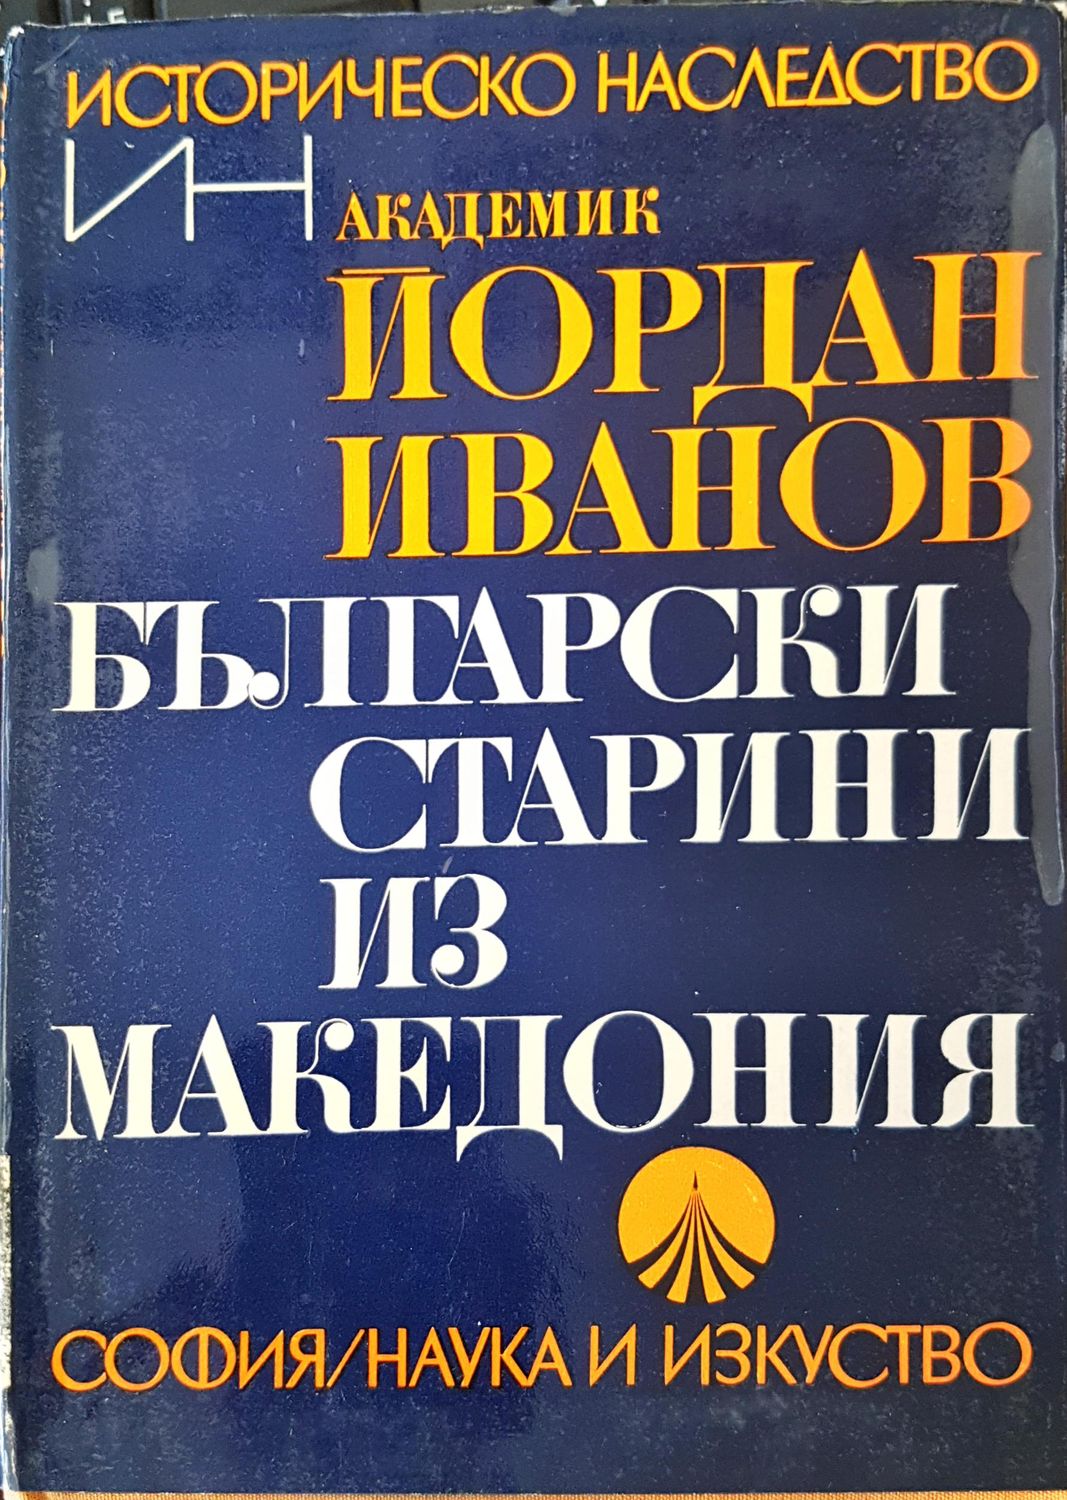 ИСТОРИЧЕСКО НАСЛЕДСТВО
ИН
АКАДЕМИК
ЙОРДАН
ИВАНОВ
БЪЛГАРСКИ
СТАРИНИ
ИЗ
МАКЕДОНИЯ
СОФИЯ/НАУКА И ИЗКУСТВО